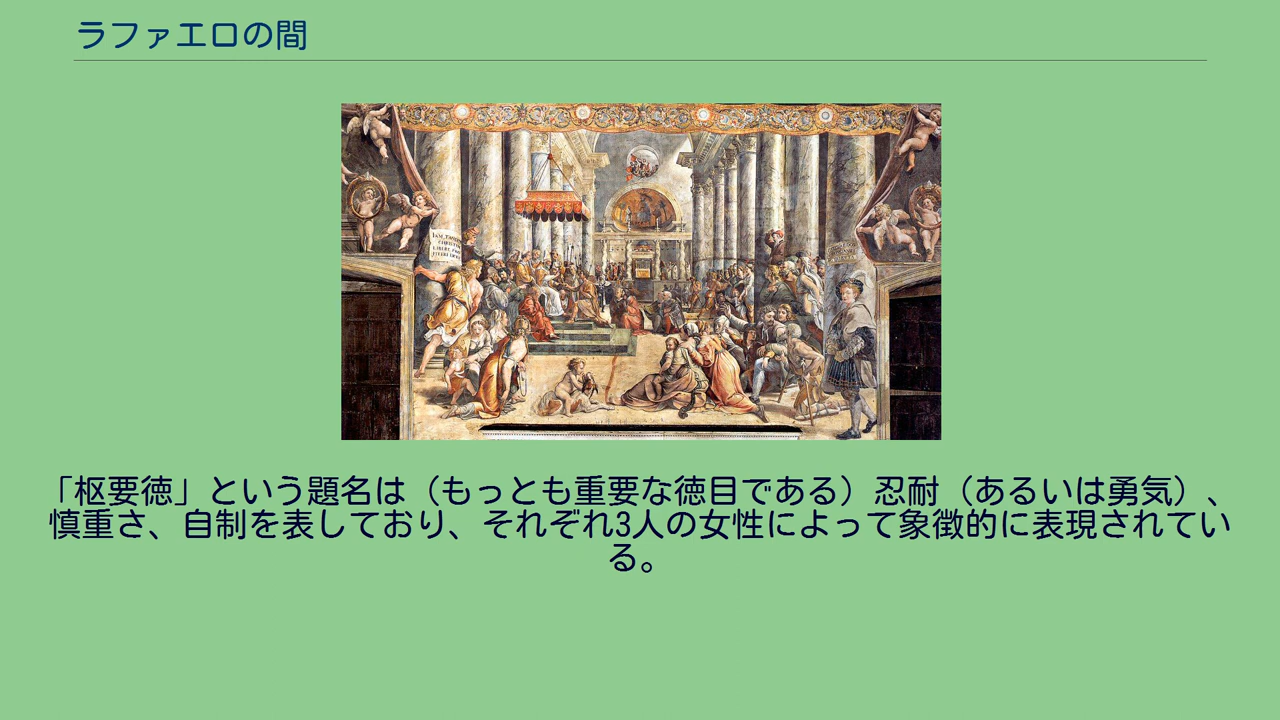 ラファエロの間
「枢要徳」という題名は（もっとも重要な徳目である）忍耐（あるいは勇気）、
慎重さ、自制を表しており、それぞれ3人の女性によって象徴的に表現されてい
る。